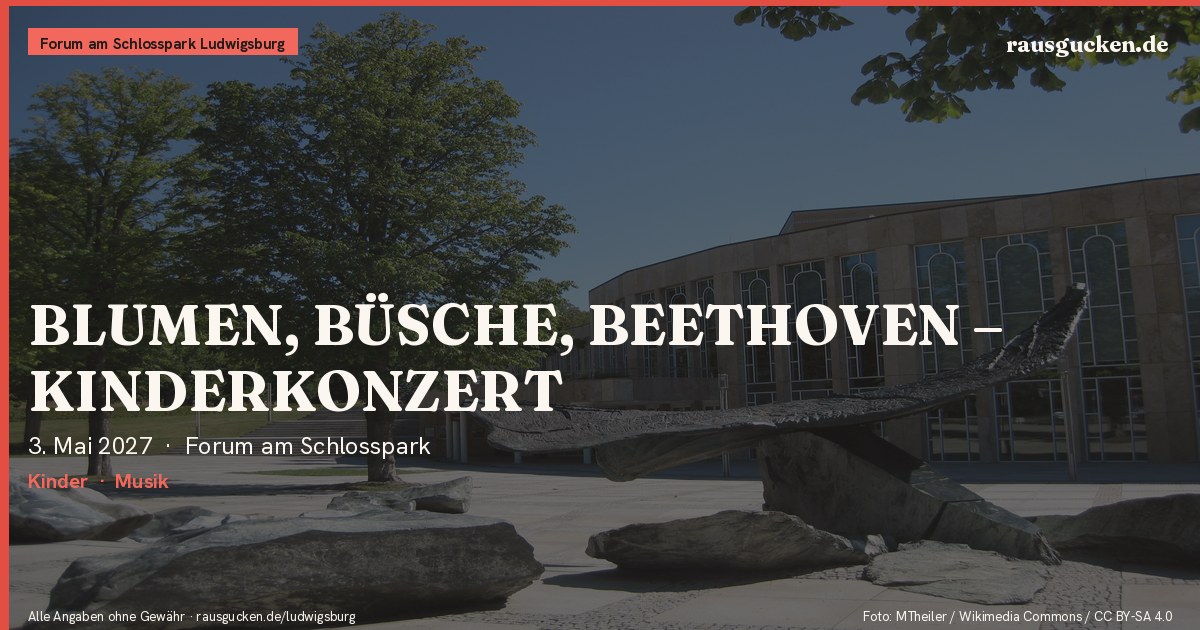 Forum am Schlosspark Ludwigsburg
rausgucken.de
BLUMEN, BÜSCHE, BEETHOVEN –
KINDERKONZERT
3. Mai 2027 · Forum am Schlosspark
Kinder · Musik
Alle Angaben ohne Gewähr · rausgucken.de/ludwigsburg
Foto: MTheiler / Wikimedia Commons / CC BY-SA 4.0